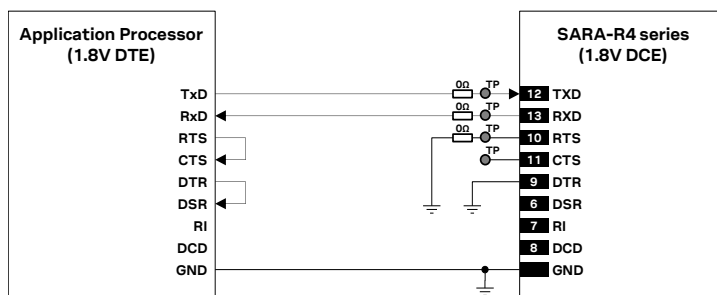 Application Processor
(1.8V DTE)
SARA-R4 series
(1.8V DCE)
TxD
0Ω
TP
12
TXD
RxD
0Ω
TP
13
RXD
RTS
0Ω
TP
10
RTS
CTS
TP
11
CTS
DTR
9
DTR
DSR
6
DSR
RI
7
RI
DCD
8
DCD
GND
GND